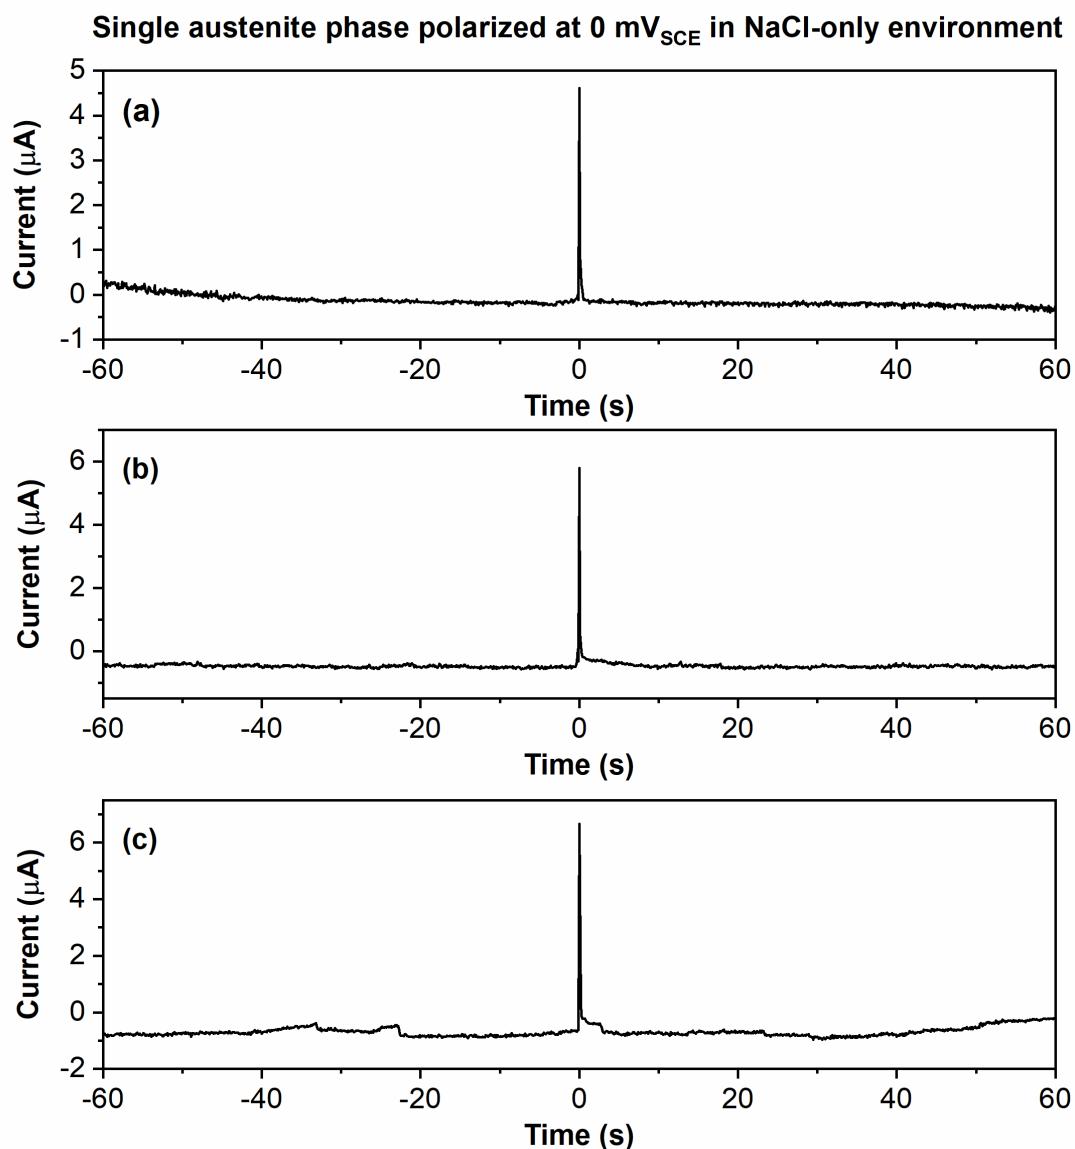 Single austenite phase polarized at 0 mVSCE in NaCl-only environment
(a)
Current (μA)
5
4
3
2
1
0
-1
-60 -40 -20 0 20 40 60
Time (s)
(b)
Current (μA)
6
4
2
0
-60 -40 -20 0 20 40 60
Time (s)
(c)
Current (μA)
6
4
2
0
-2
-60 -40 -20 0 20 40 60
Time (s)